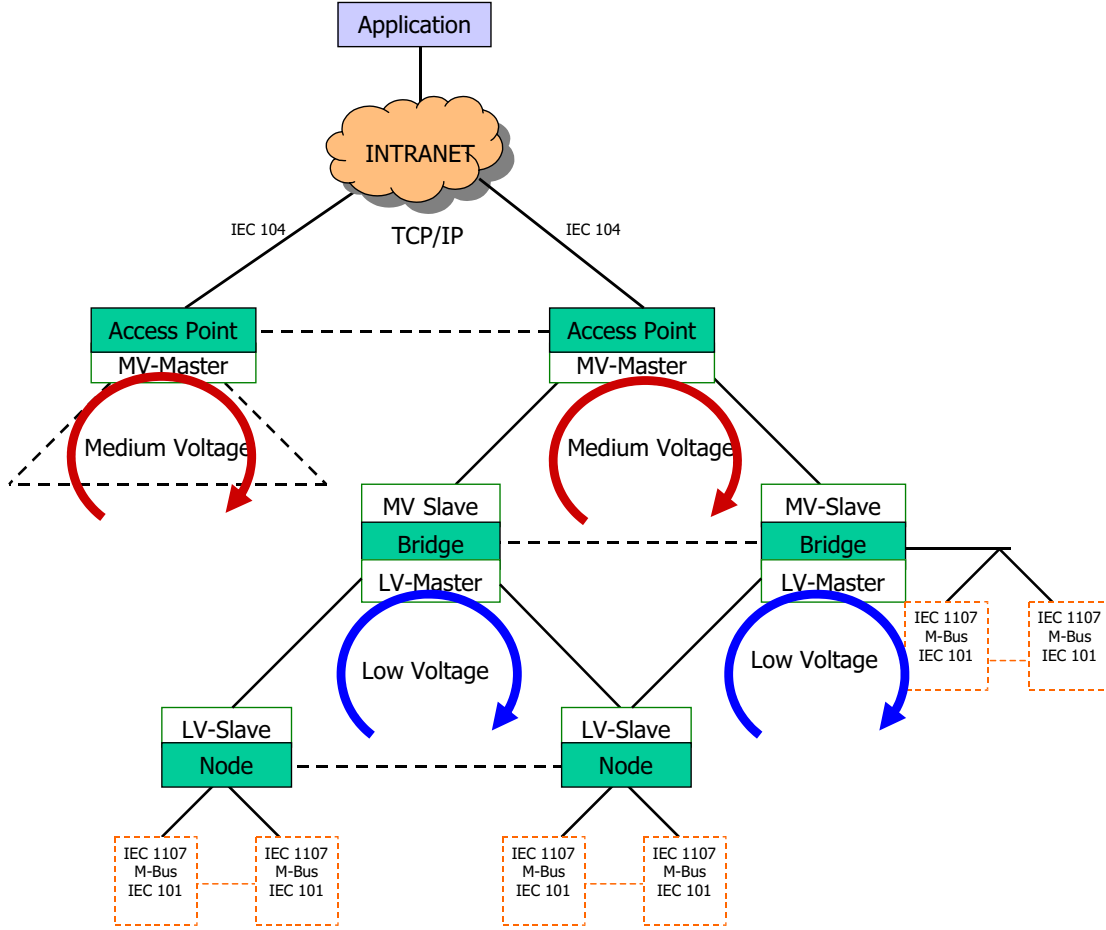 Application
INTRANET
IEC 104
TCP/IP
IEC 104
Access Point
MV-Master
Access Point
MV-Master
Medium Voltage
Medium Voltage
MV Slave
Bridge
LV-Master
MV-Slave
Bridge
LV-Master
IEC 1107
M-Bus
IEC 101
IEC 1107
M-Bus
IEC 101
Low Voltage
Low Voltage
LV-Slave
Node
LV-Slave
Node
IEC 1107
M-Bus
IEC 101
IEC 1107
M-Bus
IEC 101
IEC 1107
M-Bus
IEC 101
IEC 1107
M-Bus
IEC 101